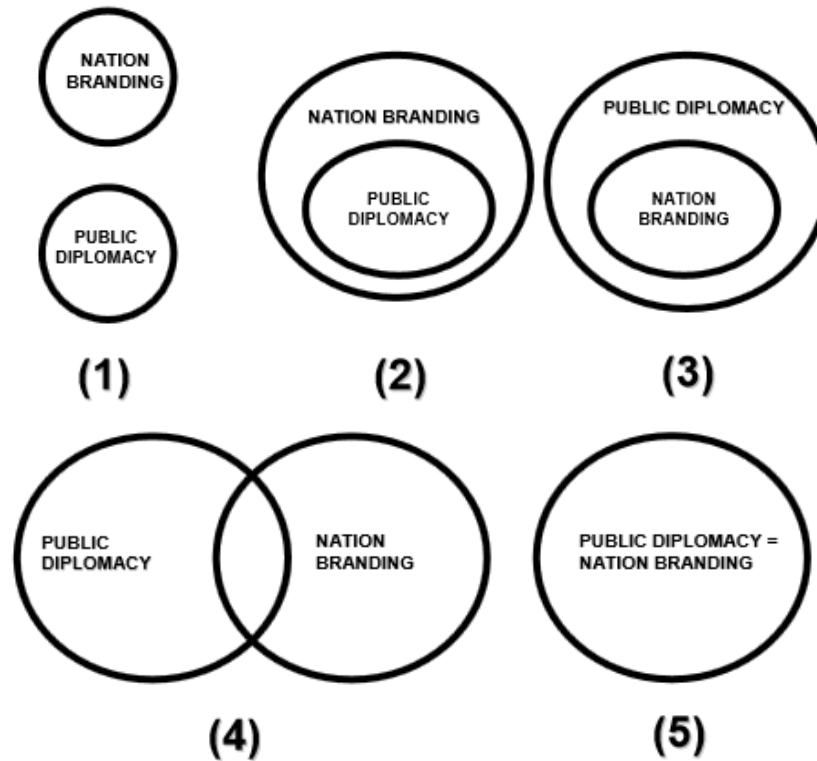 NATION
BRANDING
PUBLIC
DIPLOMACY
(1)
NATION BRANDING
PUBLIC
DIPLOMACY
(2)
PUBLIC DIPLOMACY
NATION
BRANDING
(3)
PUBLIC
DIPLOMACY
NATION
BRANDING
(4)
PUBLIC DIPLOMACY =
NATION BRANDING
(5)